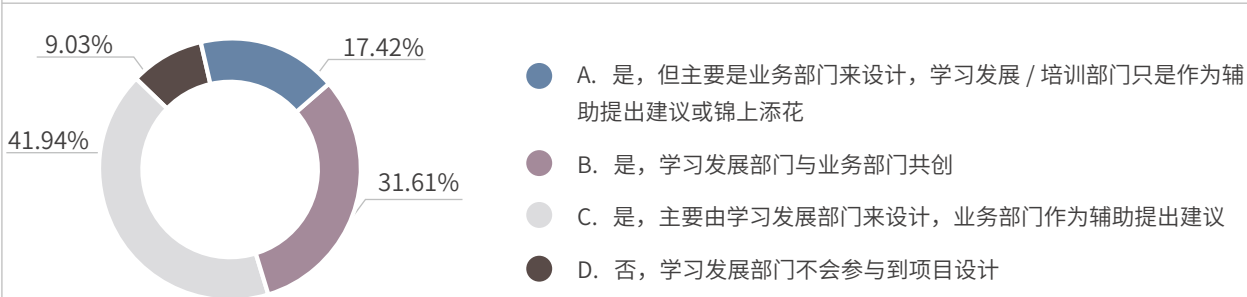 9.03%
17.42%
41.94%
31.61%
A. 是，但主要是业务部门来设计，学习发展 / 培训部门只是作为辅
助提出建议或锦上添花
B. 是，学习发展部门与业务部门共创
C. 是，主要由学习发展部门来设计，业务部门作为辅助提出建议
D. 否，学习发展部门不会参与到项目设计